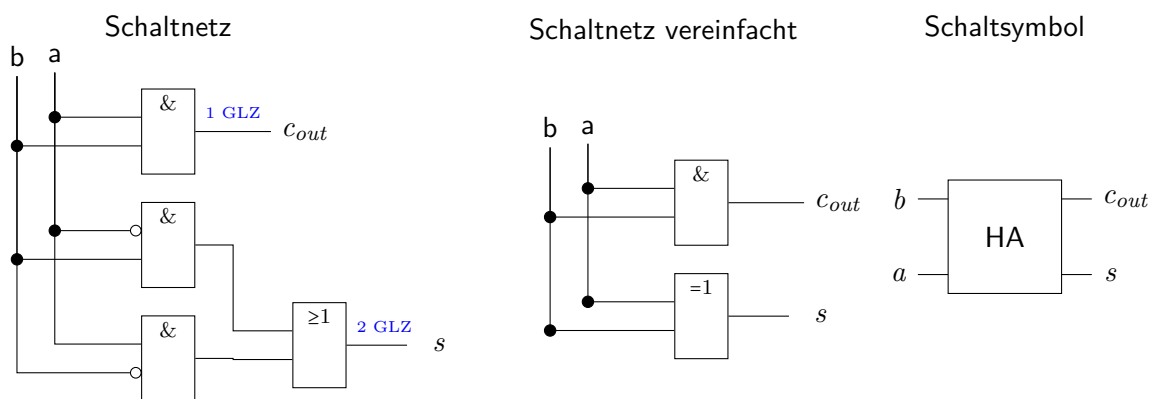 Schaltnetz
b a
&
1 GLZ
c_out
&
&
≥1
2 GLZ
s
Schaltnetz vereinfacht
b a
&
c_out
=1
s
Schaltsymbol
b
a
HA
c_out
s